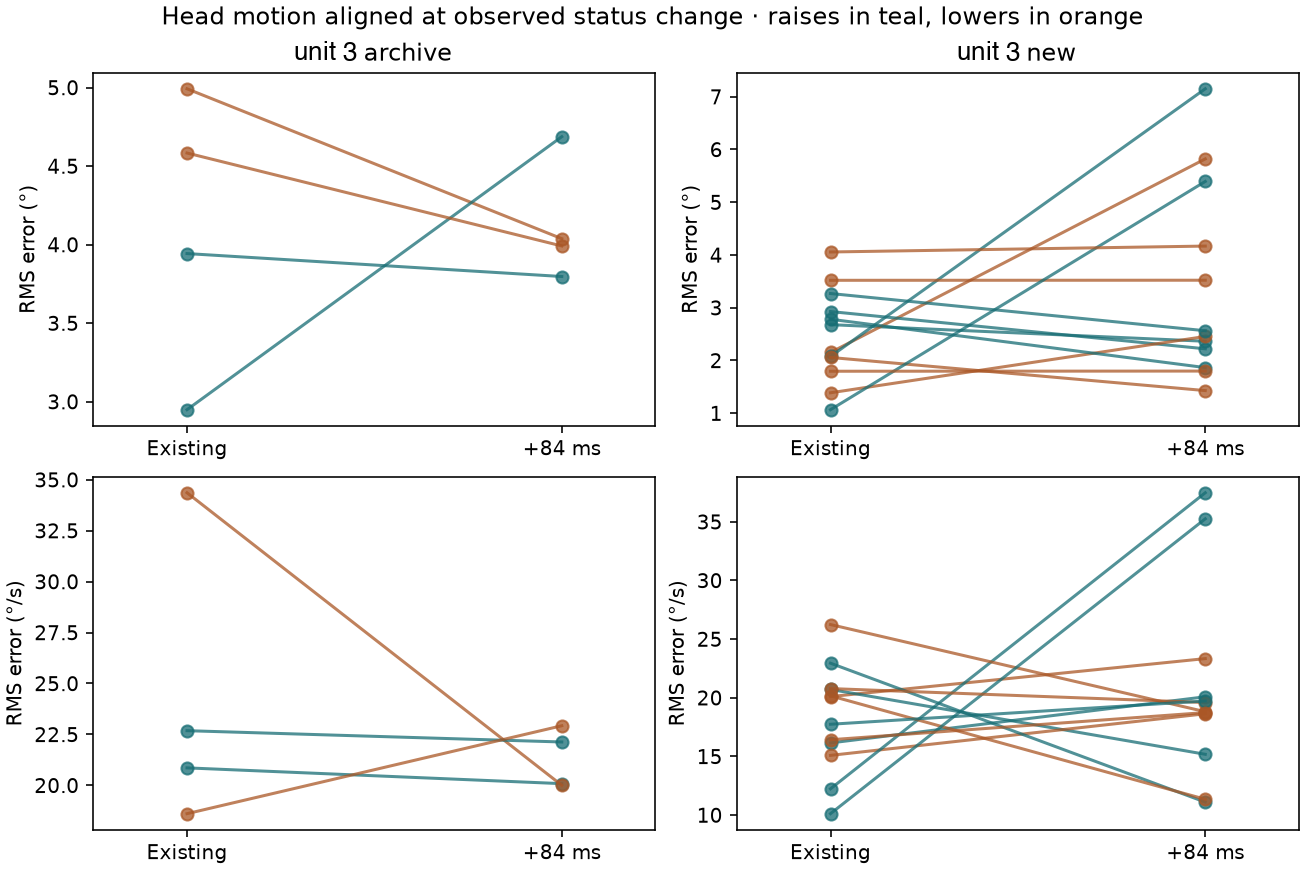 Head motion aligned at observed status change · raises in teal, lowers in orange
unit 3 archive
unit 3 new
RMS error (°)
5.0
4.5
4.0
3.5
3.0
Existing
+84 ms
RMS error (°)
7
6
5
4
3
2
1
Existing
+84 ms
RMS error (°/s)
35.0
32.5
30.0
27.5
25.0
22.5
20.0
Existing
+84 ms
RMS error (°/s)
35
30
25
20
15
10
Existing
+84 ms